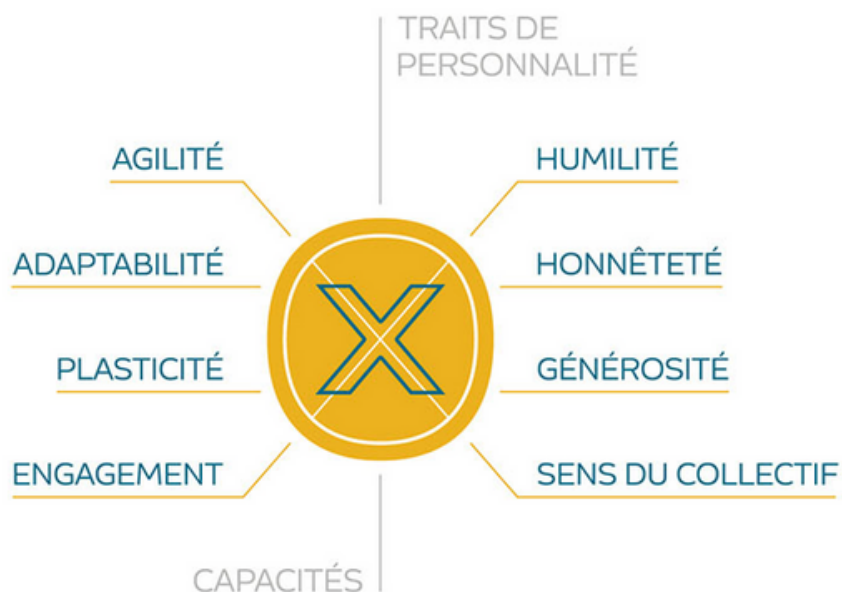 TRAITS DE
PERSONNALITÉ
AGILITÉ
HUMILITÉ
ADAPTABILITÉ
HONNÊTETÉ
X
PLASTICITÉ
GÉNÉROSITÉ
ENGAGEMENT
SENS DU COLLECTIF
CAPACITÉS